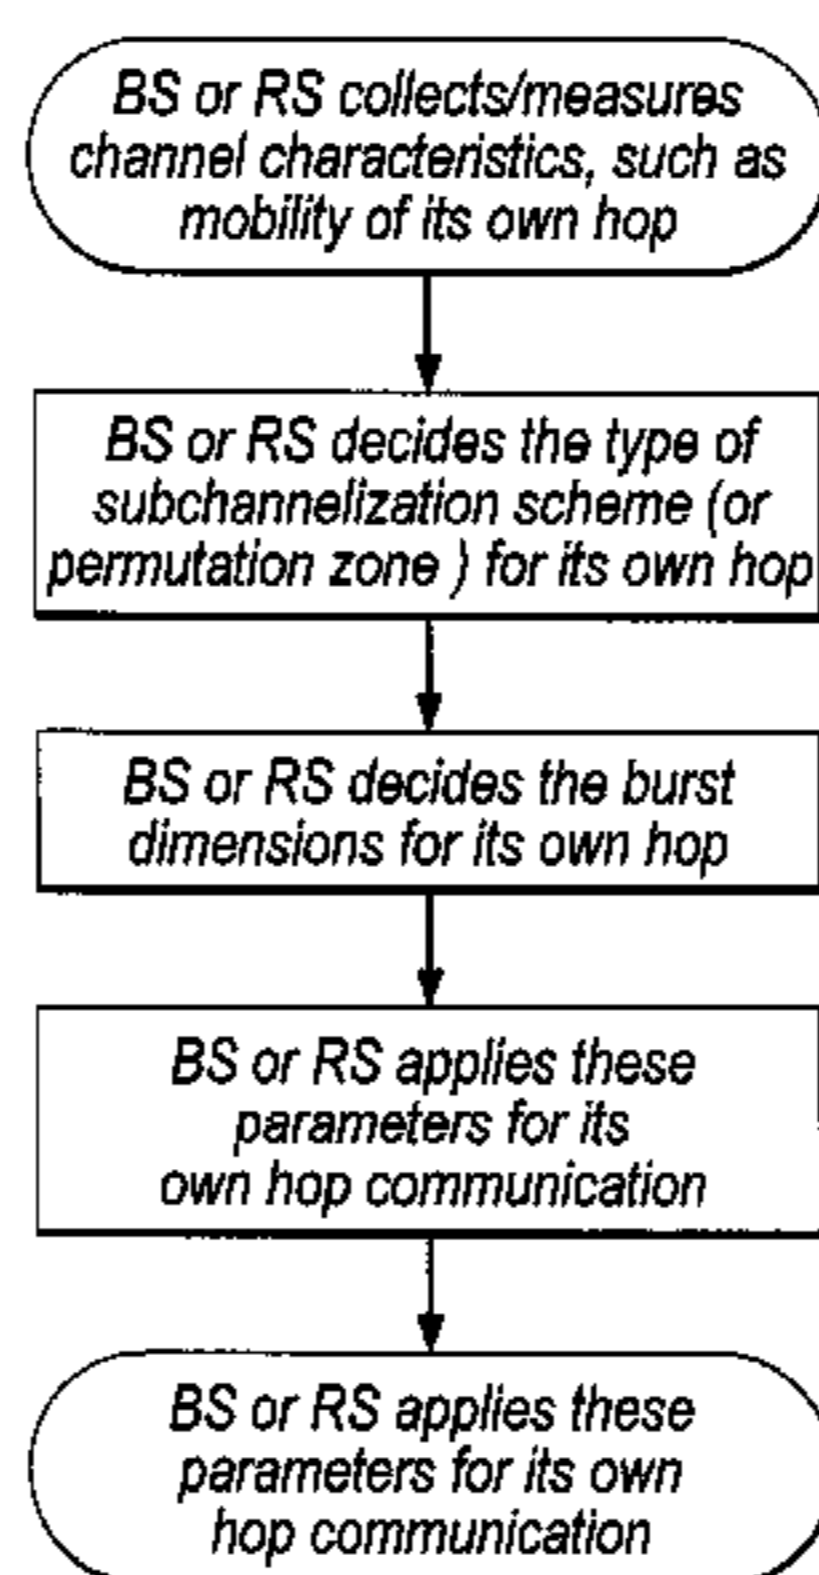 BS or RS collects/measures
channel characteristics, such as
mobility of its own hop
BS or RS decides the type of
subchannelization scheme (or
permutation zone ) for its own hop
BS or RS decides the burst
dimensions for its own hop
BS or RS applies these
parameters for its
own hop communication
BS or RS applies these
parameters for its own
hop communication